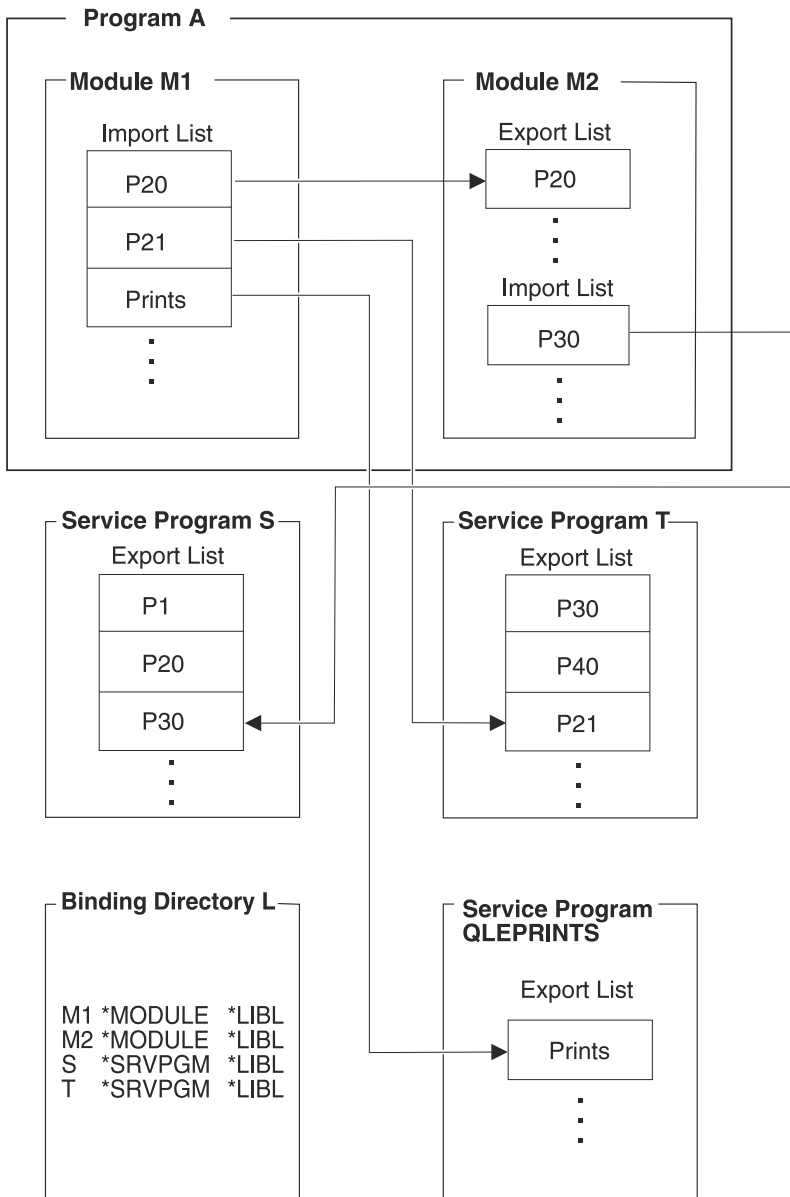 Program A
Module M1
Import List
P20
P21
Prints
Module M2
Export List
P20
Import List
P30
Service Program S
Export List
P1
P20
P30
Service Program T
Export List
P30
P40
P21
Binding Directory L
M1 *MODULE *LIBL
M2 *MODULE *LIBL
S *SRVPGM *LIBL
T *SRVPGM *LIBL
Service Program
QLEPRINTS
Export List
Prints